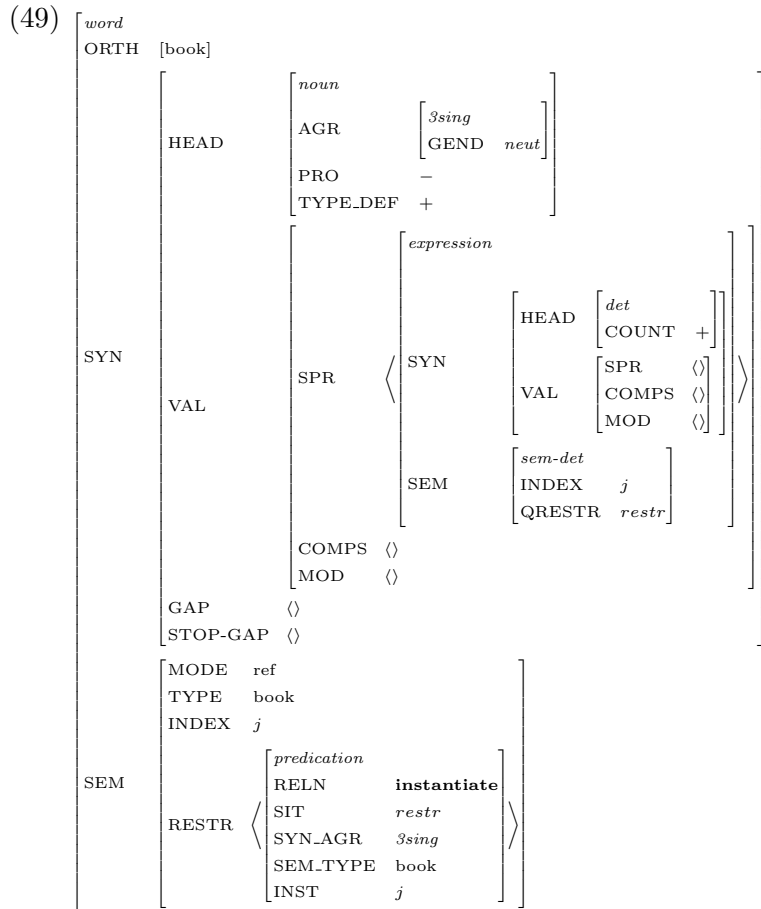 (49)
word
ORTH [book]
noun
3sing
AGR
GEND neut
HEAD
PRO −
TYPE_DEF +
expression
det
HEAD
COUNT +
SYN
SPR ⟨⟩
VAL COMPS ⟨⟩
MOD ⟨⟩
SPR
SYN
VAL
sem-det
SEM INDEX j
QRESTR restr
COMPS ⟨⟩
MOD ⟨⟩
GAP ⟨⟩
STOP-GAP ⟨⟩
MODE ref
TYPE book
INDEX j
predication
RELN instantiate
SEM
SIT restr
RESTR
SYN_AGR 3sing
SEM_TYPE book
INST j